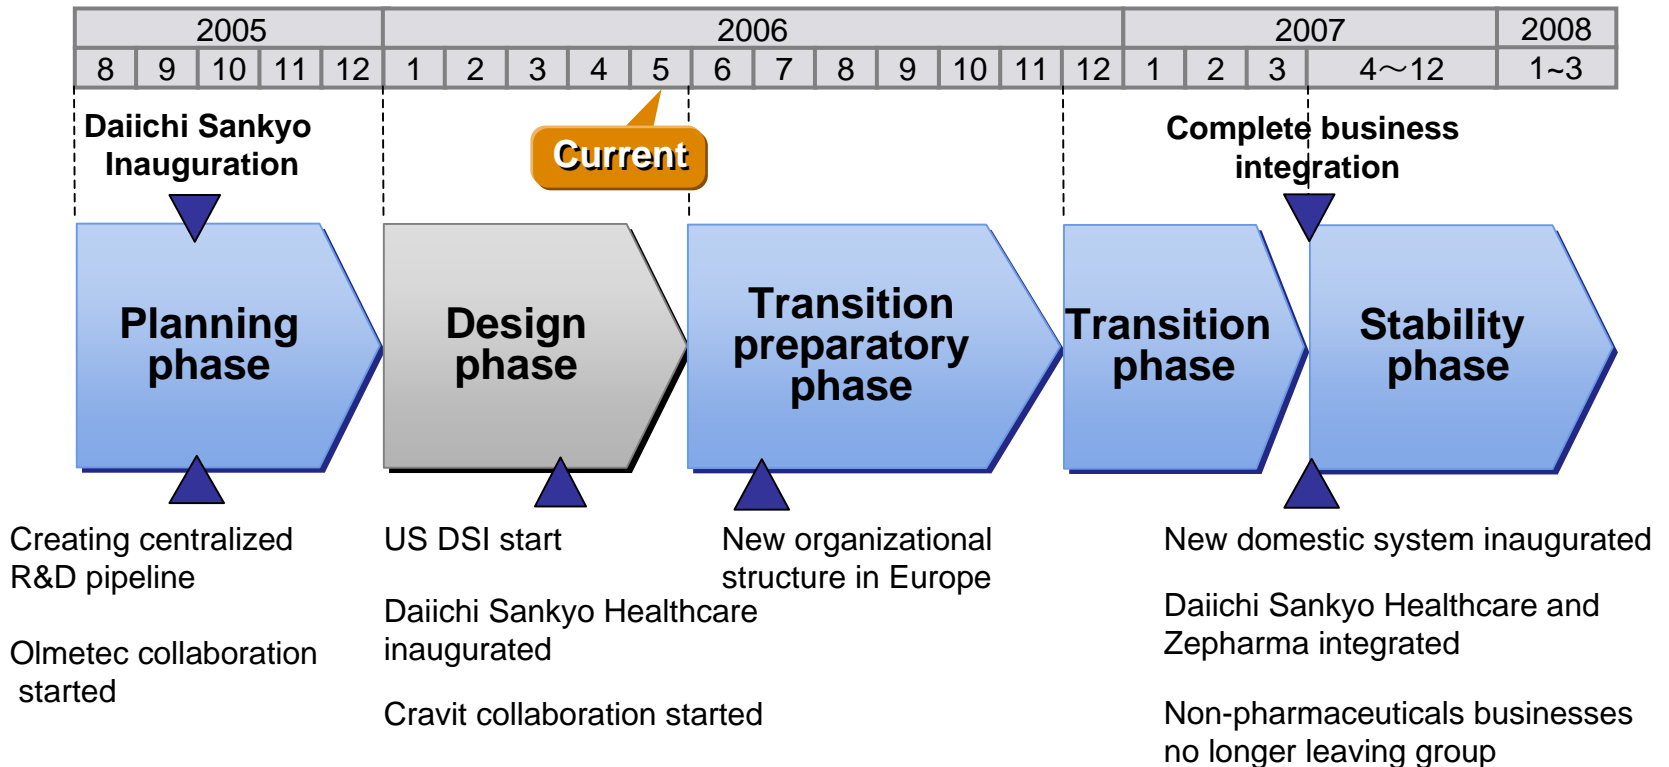 2005 2006 2007 2008
8 9 10 11 12 1 2 3 4 5 6 7 8 9 10 11 12 1 2 3 4～12 1~3
Daiichi Sankyo
Inauguration
Current
Complete business
integration
Planning
phase
Design
phase
Transition
preparatory
phase
Transition
phase
Stability
phase
Creating centralized
R&D pipeline
Olmetec collaboration
started
US DSI start
Daiichi Sankyo Healthcare
inaugurated
Cravit collaboration started
New organizational
structure in Europe
New domestic system inaugurated
Daiichi Sankyo Healthcare and
Zepharma integrated
Non-pharmaceuticals businesses
no longer leaving group